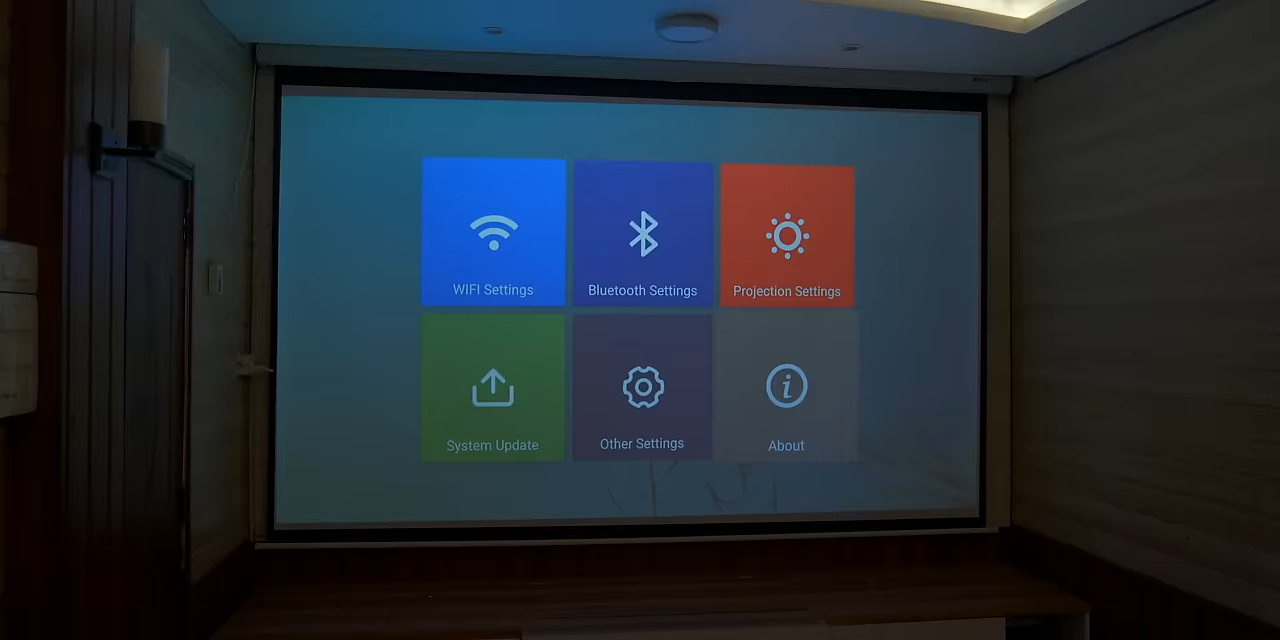 WIFI Settings
Bluetooth Settings
Projection Settings
System Update
Other Settings
About